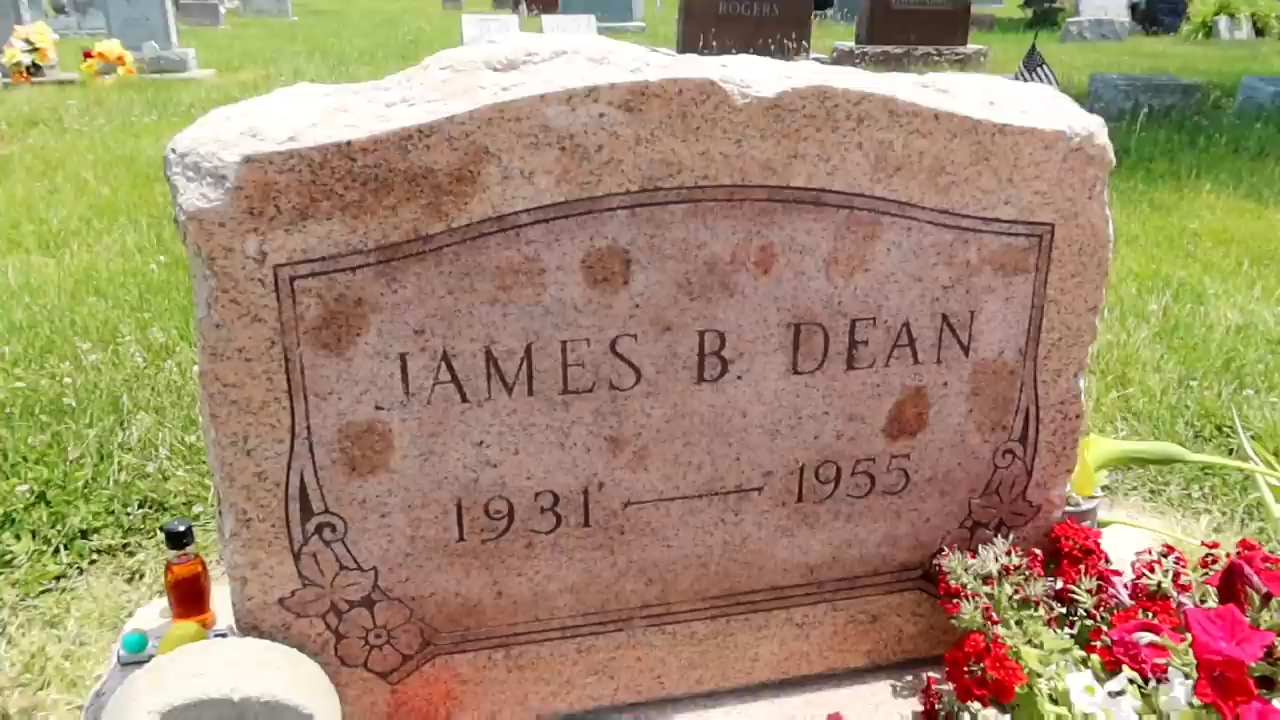 ROGERS
JAMES B. DEAN
1931 — 1955